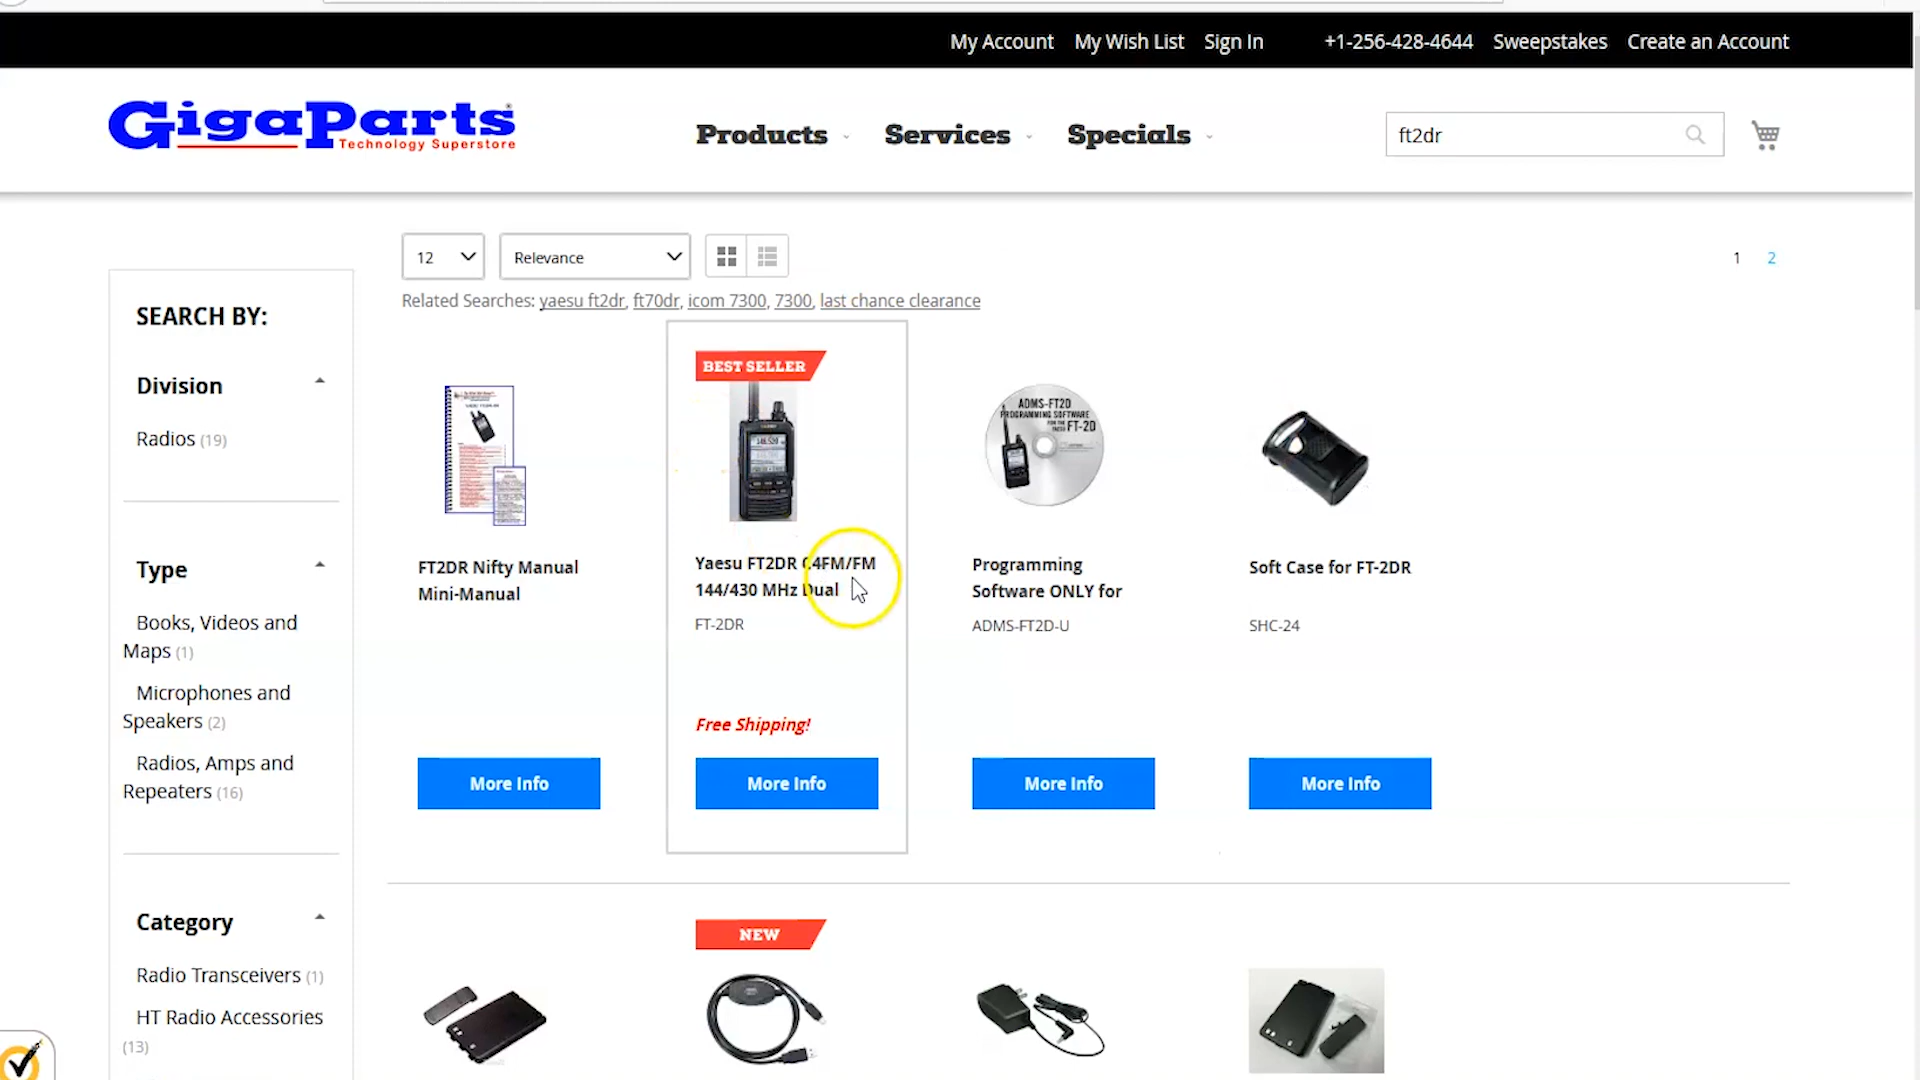 My Account My Wish List Sign In +1-256-428-4644 Sweepstakes Create an Account
GigaParts
Technology Superstore
Products Services Specials
ft2dr
12 Relevance 1 2
Related Searches: yaesu ft2dr, ft70dr, icom 7300, 7300, last chance clearance
SEARCH BY:
Division
Radios (19)
Type
Books, Videos and
Maps (1)
Microphones and
Speakers (2)
Radios, Amps and
Repeaters (16)
Category
Radio Transceivers (1)
HT Radio Accessories
(13)
FT2DR Nifty Manual
Mini-Manual
More Info
BEST SELLER
Yaesu FT2DR C4FM/FM
144/430 MHz Dual
FT-2DR
Free Shipping!
More Info
ADMS-FT2D
PROGRAMMING SOFTWARE
FOR THE
YAESU FT-2D
Programming
Software ONLY for
ADMS-FT2D-U
More Info
Soft Case for FT-2DR
SHC-24
More Info
NEW